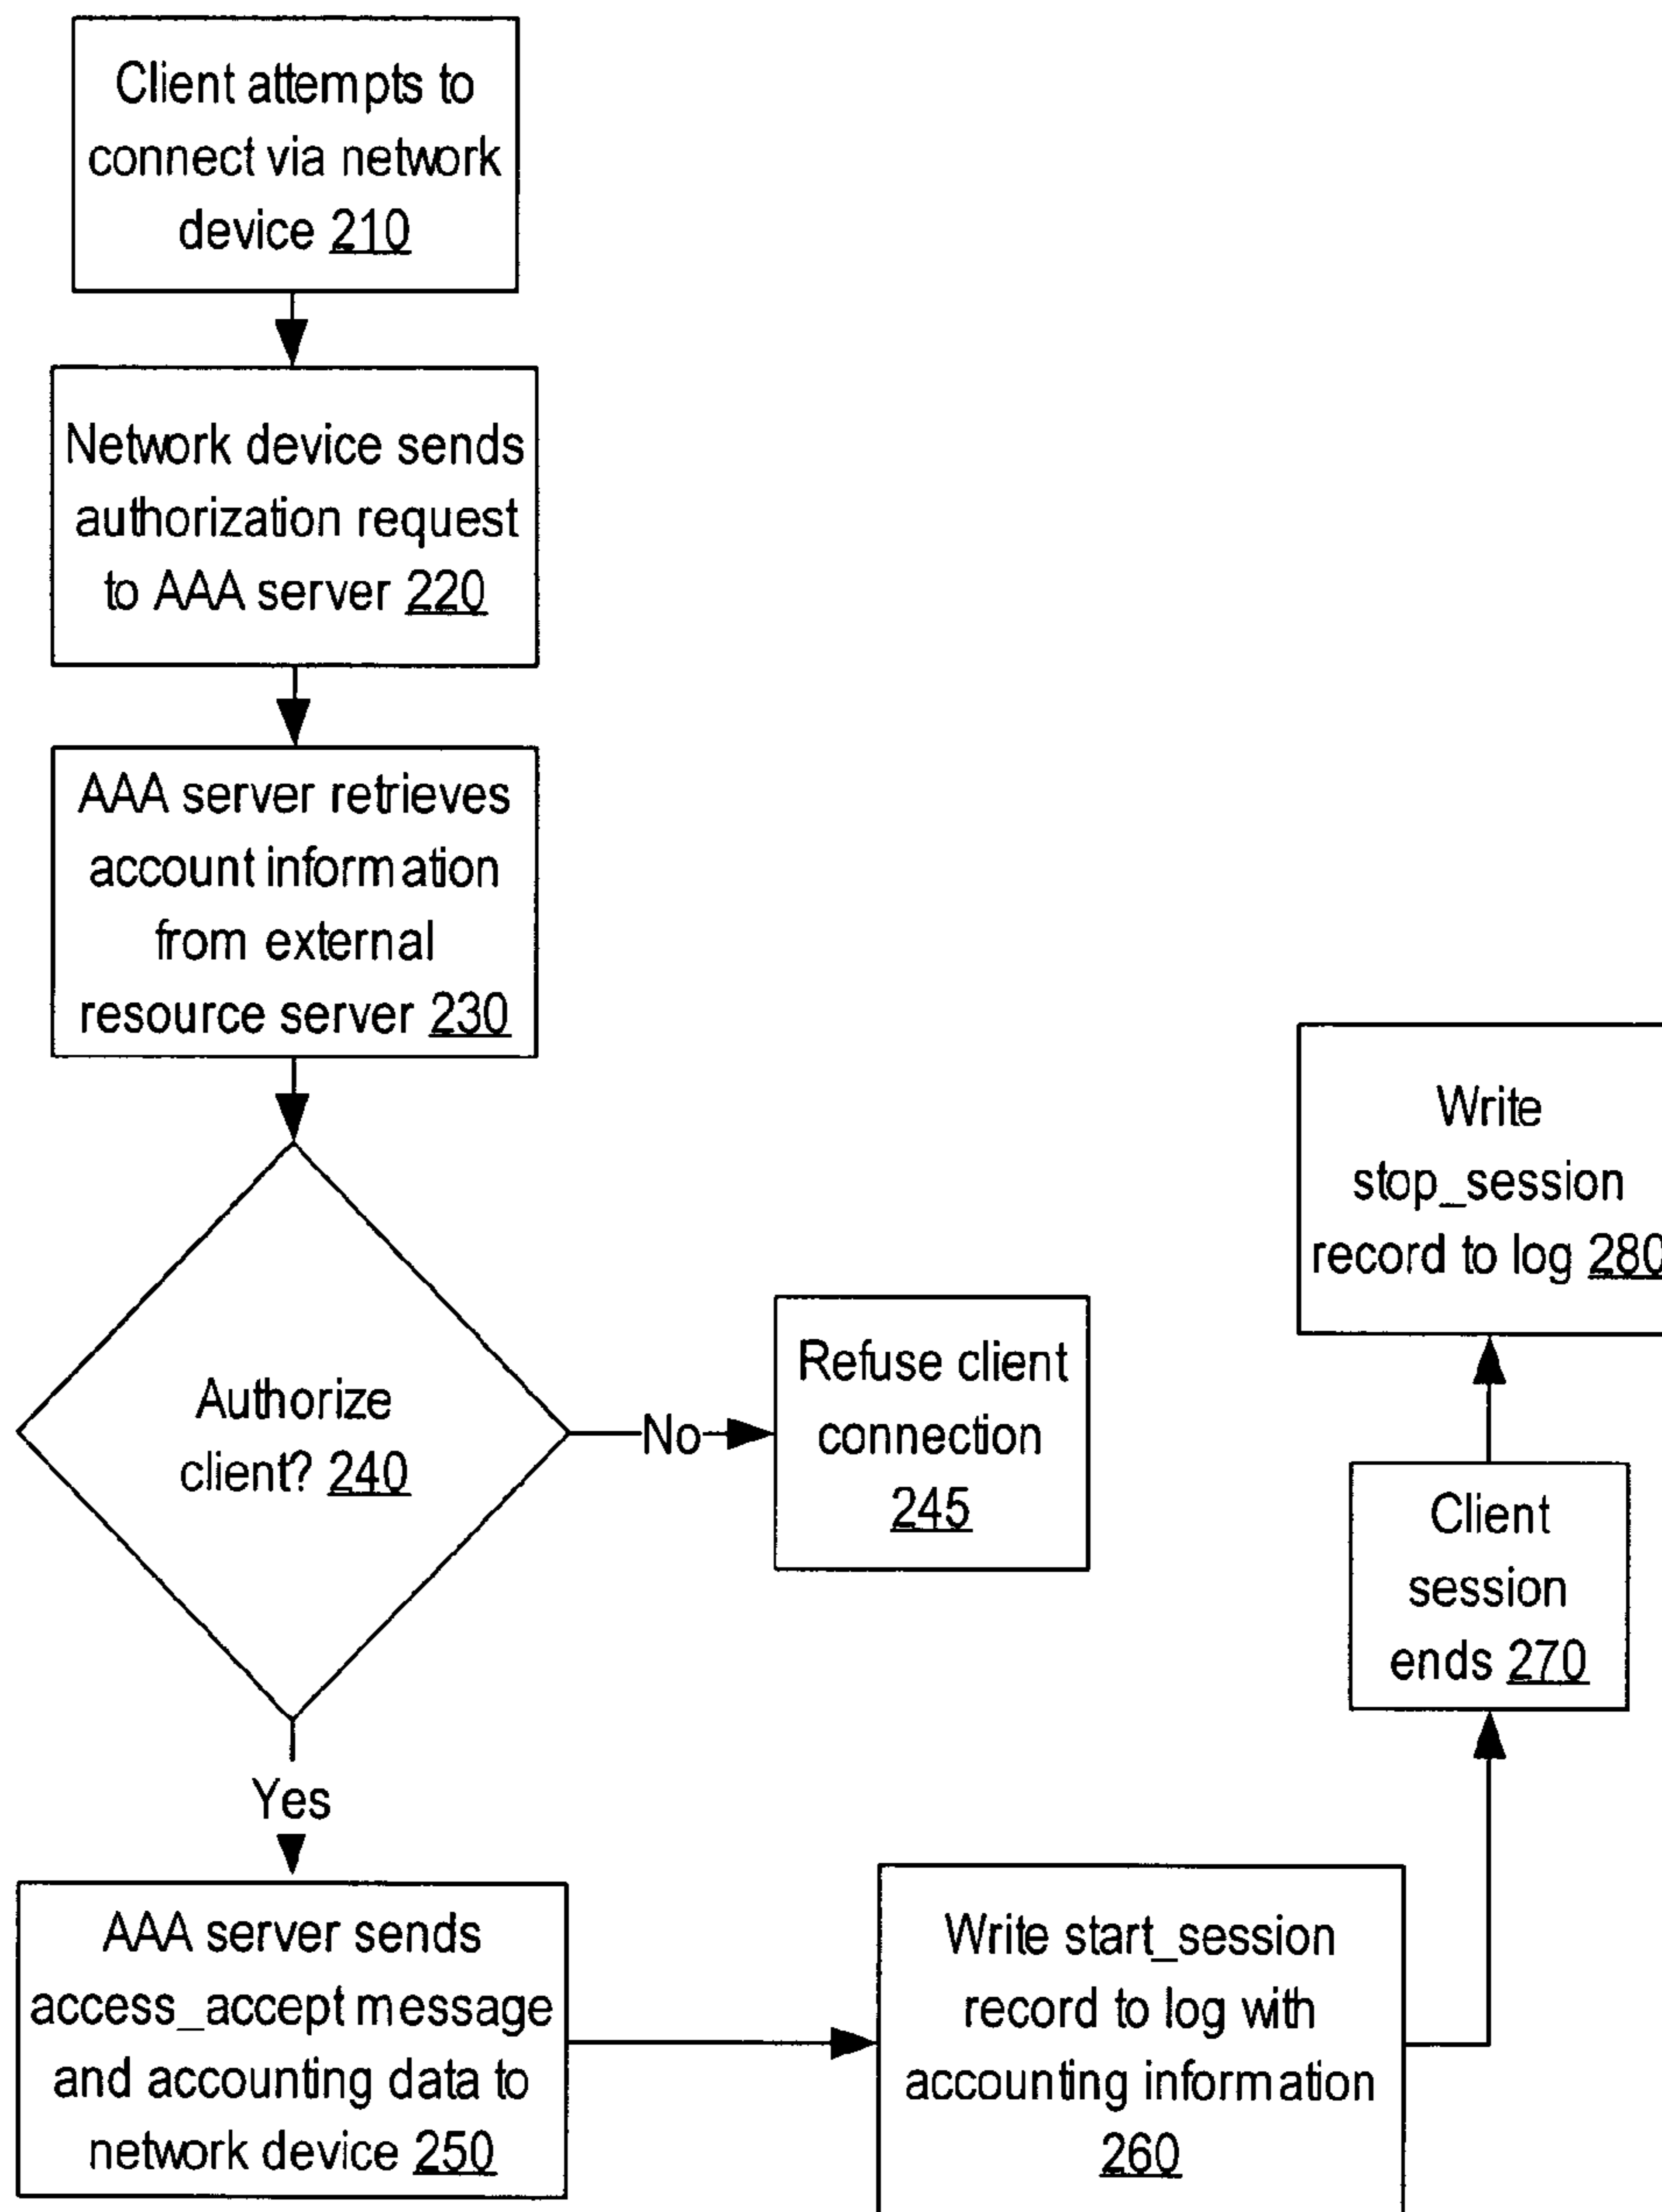 Client attempts to
connect via network
device 210
Network device sends
authorization request
to AAA server 220
AAA server retrieves
account information
from external
resource server 230
Authorize
client? 240
No
Refuse client
connection
245
Yes
AAA server sends
access_accept message
and accounting data to
network device 250
Write start_session
record to log with
accounting information
260
Client
session
ends 270
Write
stop_session
record to log 280